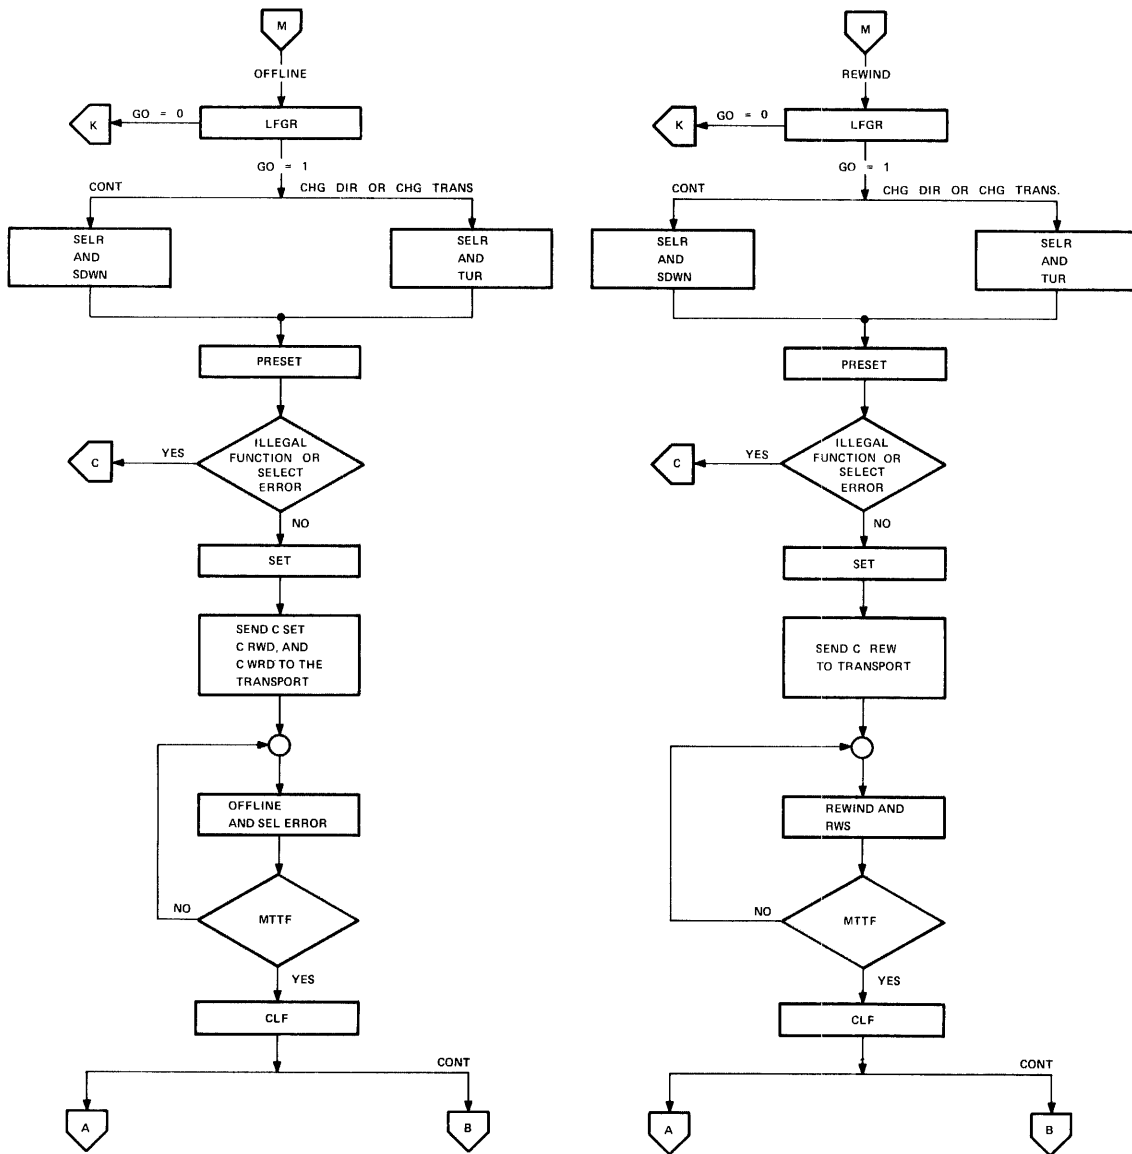 M
OFFLINE
GO = 0
K
LFGR
GO = 1
CONT
CHG DIR OR CHG TRANS
SELR
AND
SDWN
SELR
AND
TUR
PRESET
ILLEGAL
FUNCTION OR
SELECT
ERROR
YES
C
NO
SET
SEND C SET
C RWD, AND
C WRD TO THE
TRANSPORT
OFFLINE
AND SEL ERROR
NO
MTTF
YES
CLF
CONT
A
B
M
REWIND
GO = 0
K
LFGR
GO = 1
CONT
CHG DIR OR CHG TRANS.
SELR
AND
SDWN
SELR
AND
TUR
PRESET
ILLEGAL
FUNCTION OR
SELECT
ERROR
YES
C
NO
SET
SEND C REW
TO TRANSPORT
REWIND AND
RWS
NO
MTTF
YES
CLF
CONT
A
B